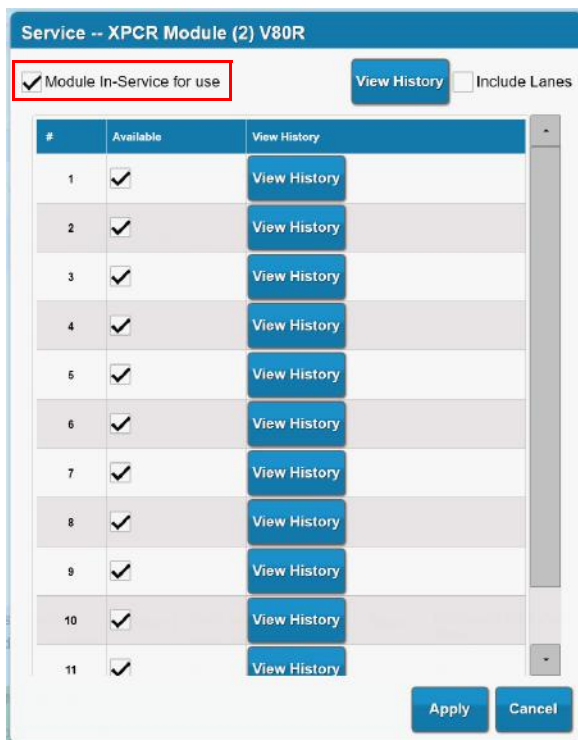 Service -- XPCR Module (2) V80R
Module In-Service for use View History Include Lanes
# Available View History
1 View History
2 View History
3 View History
4 View History
5 View History
6 View History
7 View History
8 View History
9 View History
10 View History
11 View History
Apply Cancel